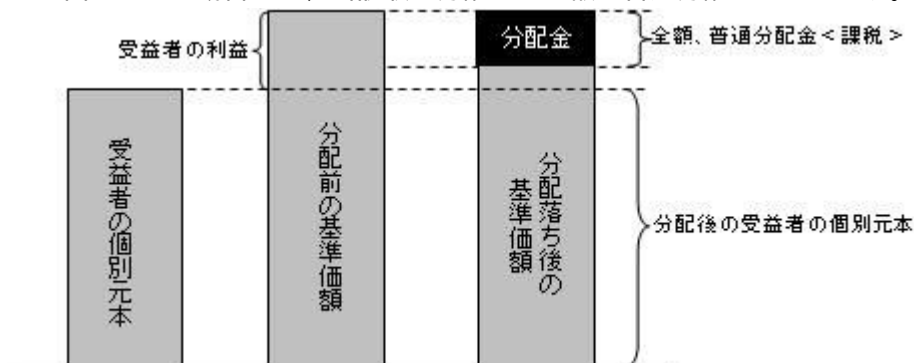 受益者の利益
分配金
全額、普通分配金＜課税＞
受益者の個別元本
分配前の基準価額
分配落ち後の
基準価額
分配後の受益者の個別元本